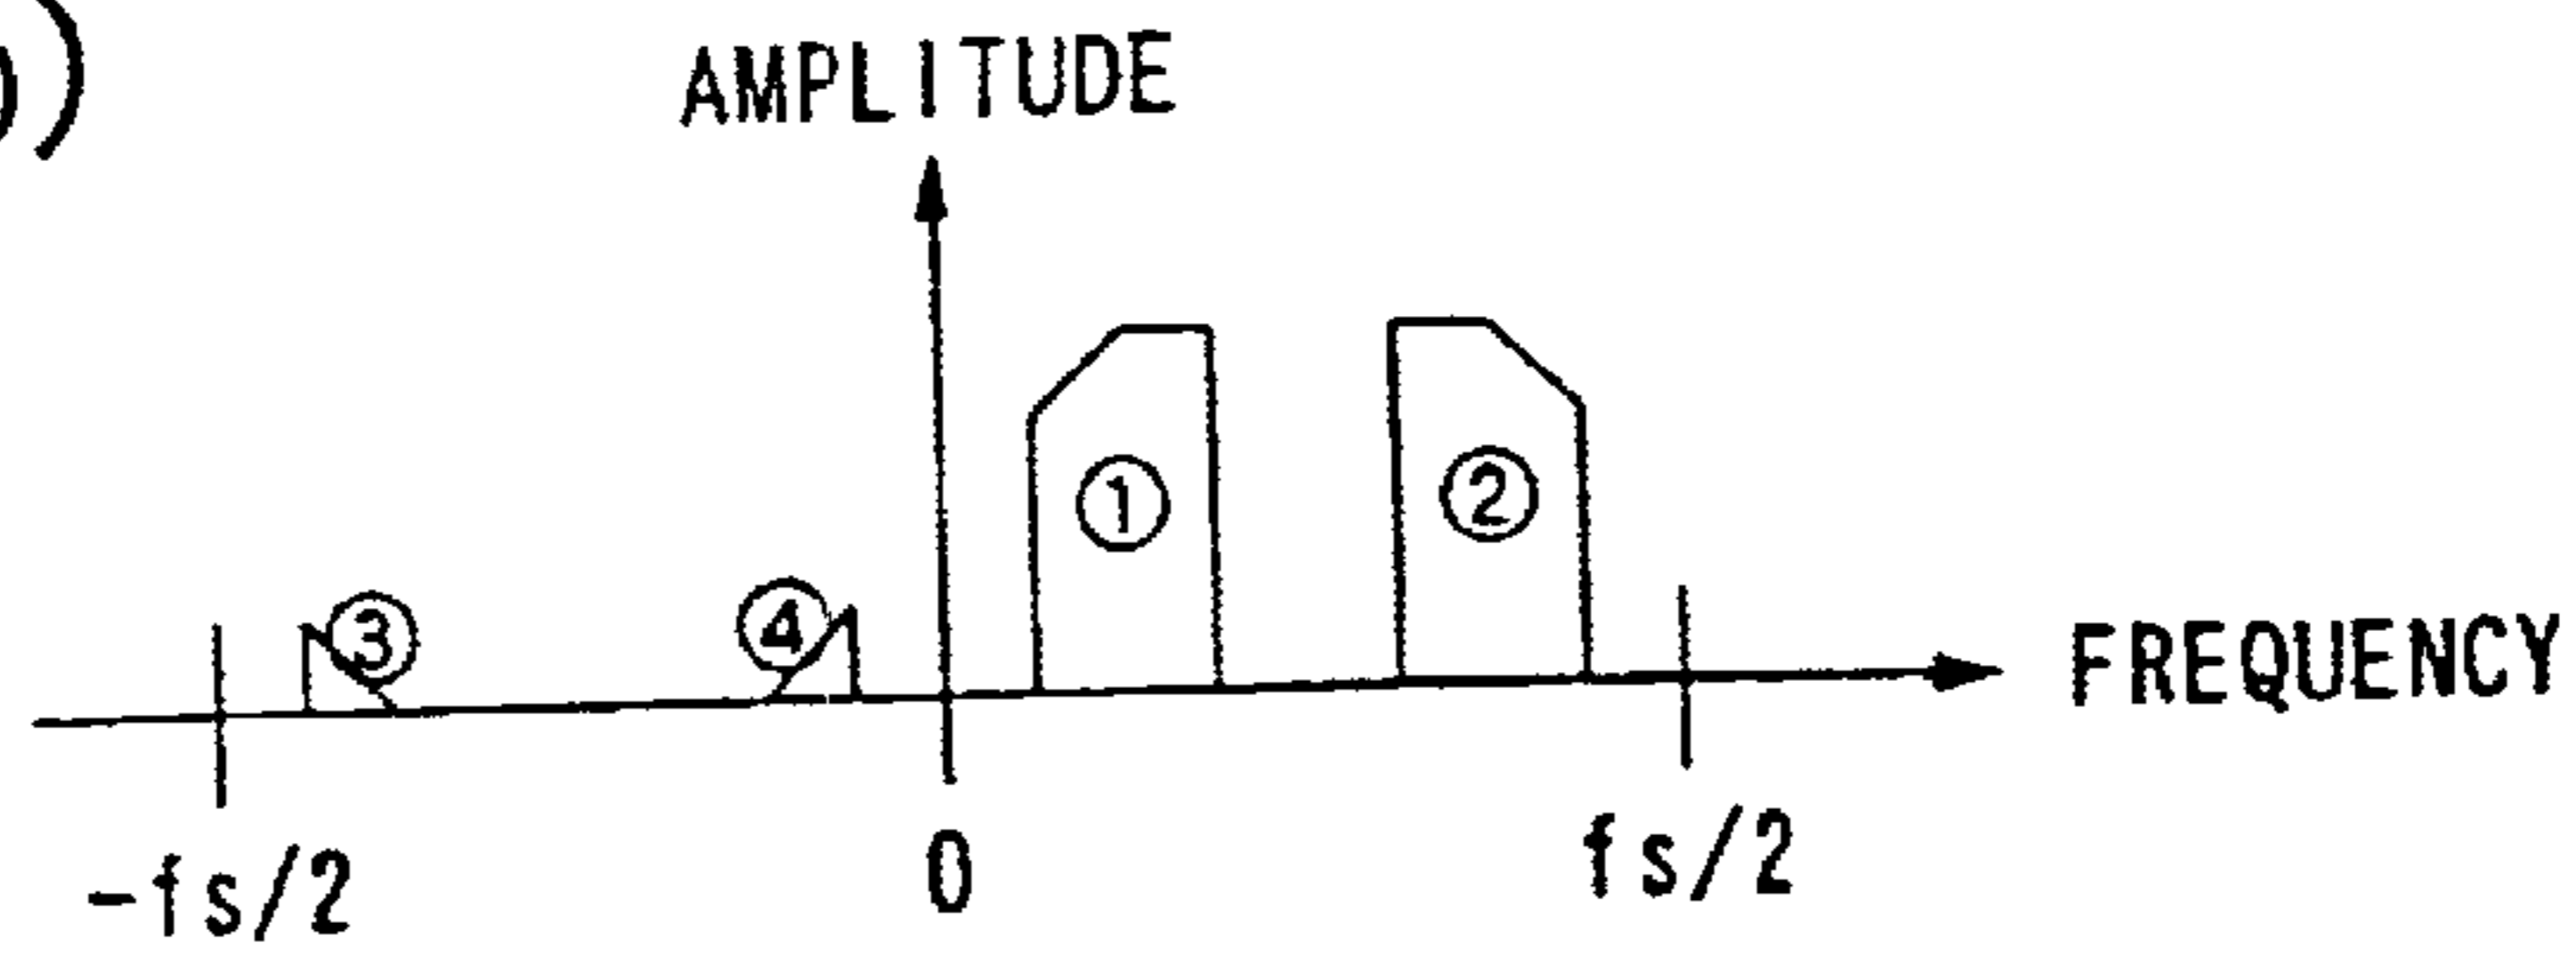 )
AMPLITUDE
① ②
③ ④
FREQUENCY
-fs/2 0 fs/2